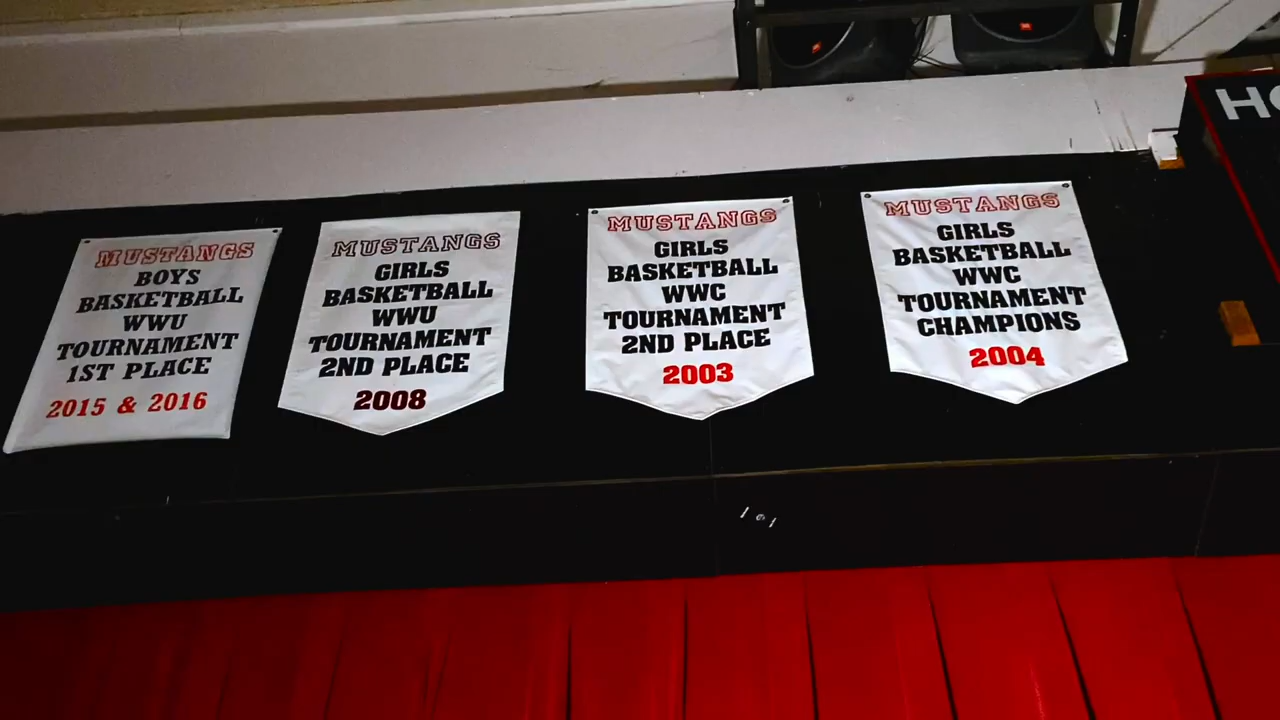 MUSTANGS
BOYS
BASKETBALL
WWU
TOURNAMENT
1ST PLACE
2015 & 2016
MUSTANGS
GIRLS
BASKETBALL
WWU
TOURNAMENT
2ND PLACE
2008
MUSTANGS
GIRLS
BASKETBALL
WWC
TOURNAMENT
2ND PLACE
2003
MUSTANGS
GIRLS
BASKETBALL
WWC
TOURNAMENT
CHAMPIONS
2004